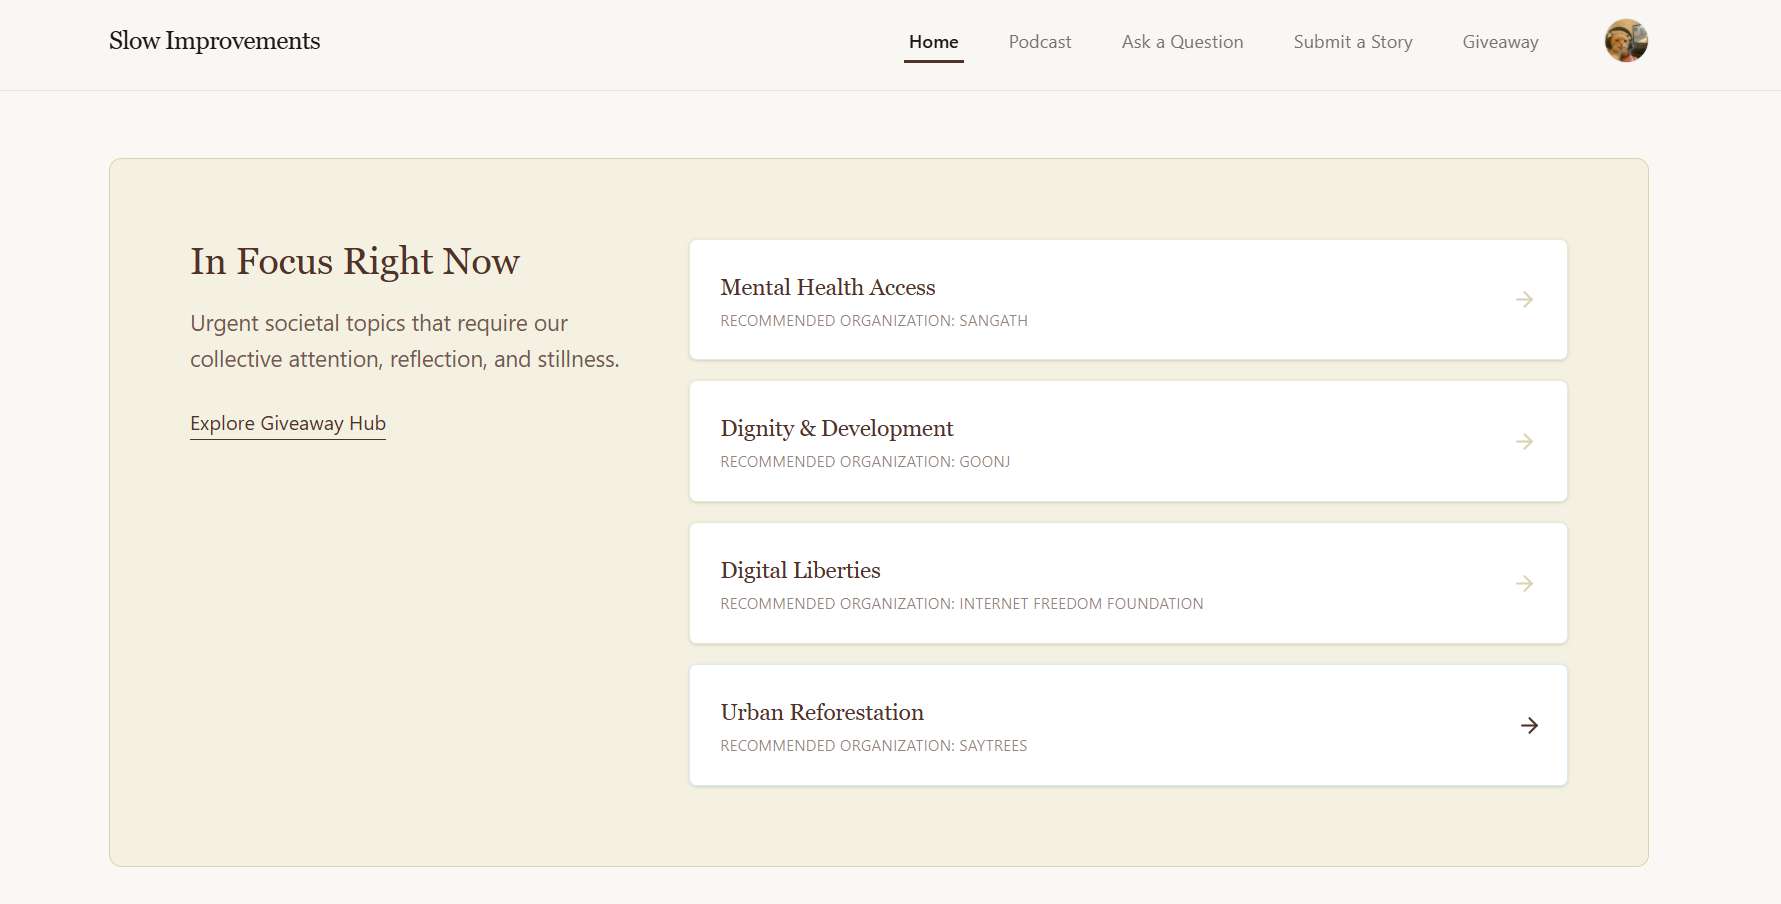 Slow Improvements
Home
Podcast
Ask a Question
Submit a Story
Giveaway
In Focus Right Now
Urgent societal topics that require our
collective attention, reflection, and stillness.
Explore Giveaway Hub
Mental Health Access
RECOMMENDED ORGANIZATION: SANGATH
Dignity & Development
RECOMMENDED ORGANIZATION: GOONJ
Digital Liberties
RECOMMENDED ORGANIZATION: INTERNET FREEDOM FOUNDATION
Urban Reforestation
RECOMMENDED ORGANIZATION: SAYTREES